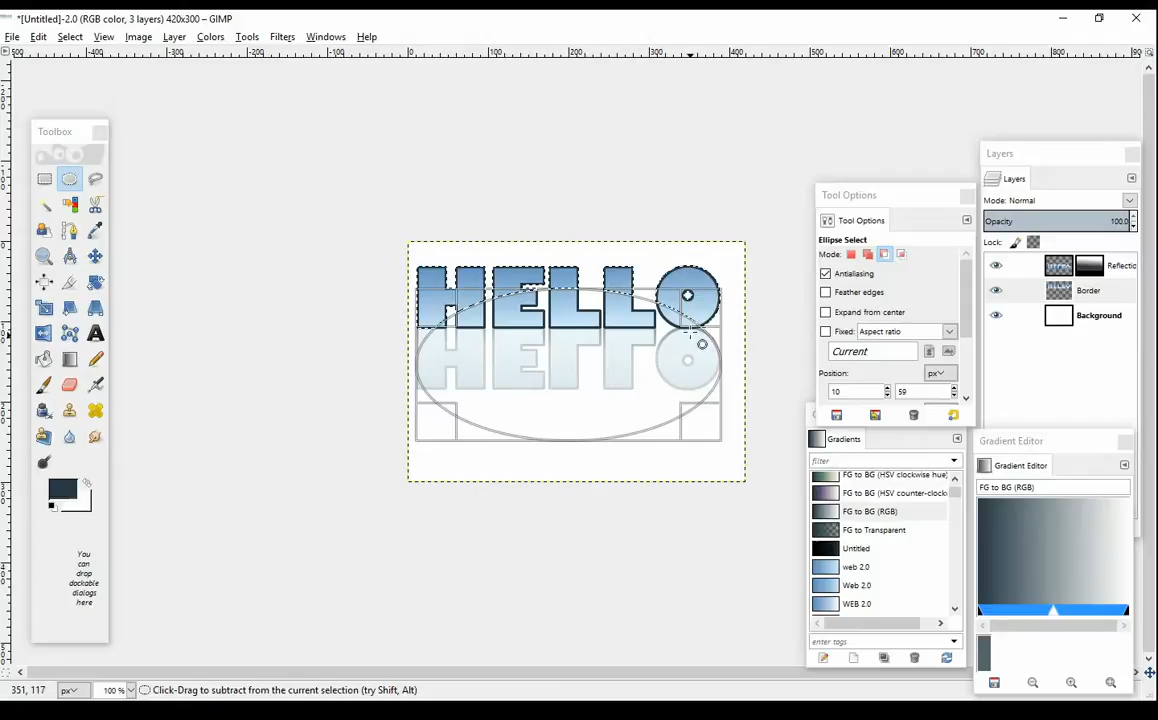 *[Untitled]-2.0 (RGB color, 3 layers) 420x300 – GIMP
File Edit Select View Image Layer Colors Tools Filters Windows Help
Toolbox
You
can
drop
dockable
dialogs
here
HELLO
Tool Options
Tool Options
Ellipse Select
Mode:
Antialiasing
Feather edges
Expand from center
Fixed: Aspect ratio
Current
Position:
px
10
59
Layers
Layers
Mode: Normal
Opacity 100.0
Lock:
Reflectio
Border
Background
Gradients
filter
FG to BG (HSV clockwise hue)
FG to BG (HSV counter-clock
FG to BG (RGB)
FG to Transparent
Untitled
web 2.0
Web 2.0
WEB 2.0
enter tags
Gradient Editor
Gradient Editor
FG to BG (RGB)
351, 117 px 100 % Click-Drag to subtract from the current selection (try Shift, Alt)